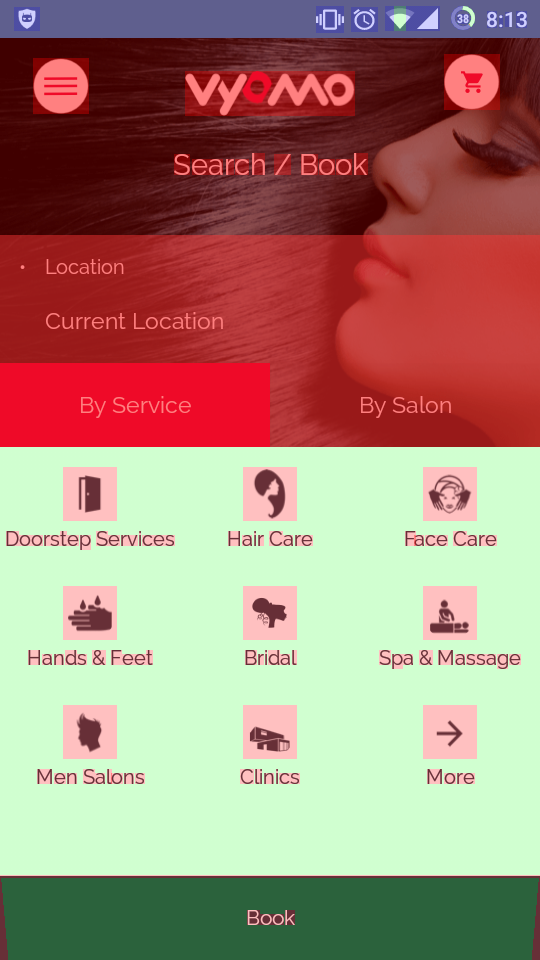 38 8:13
vyomo
Search / Book
• Location
Current Location
By Service By Salon
Doorstep Services Hair Care Face Care
Hands & Feet Bridal Spa & Massage
Men Salons Clinics More
Book